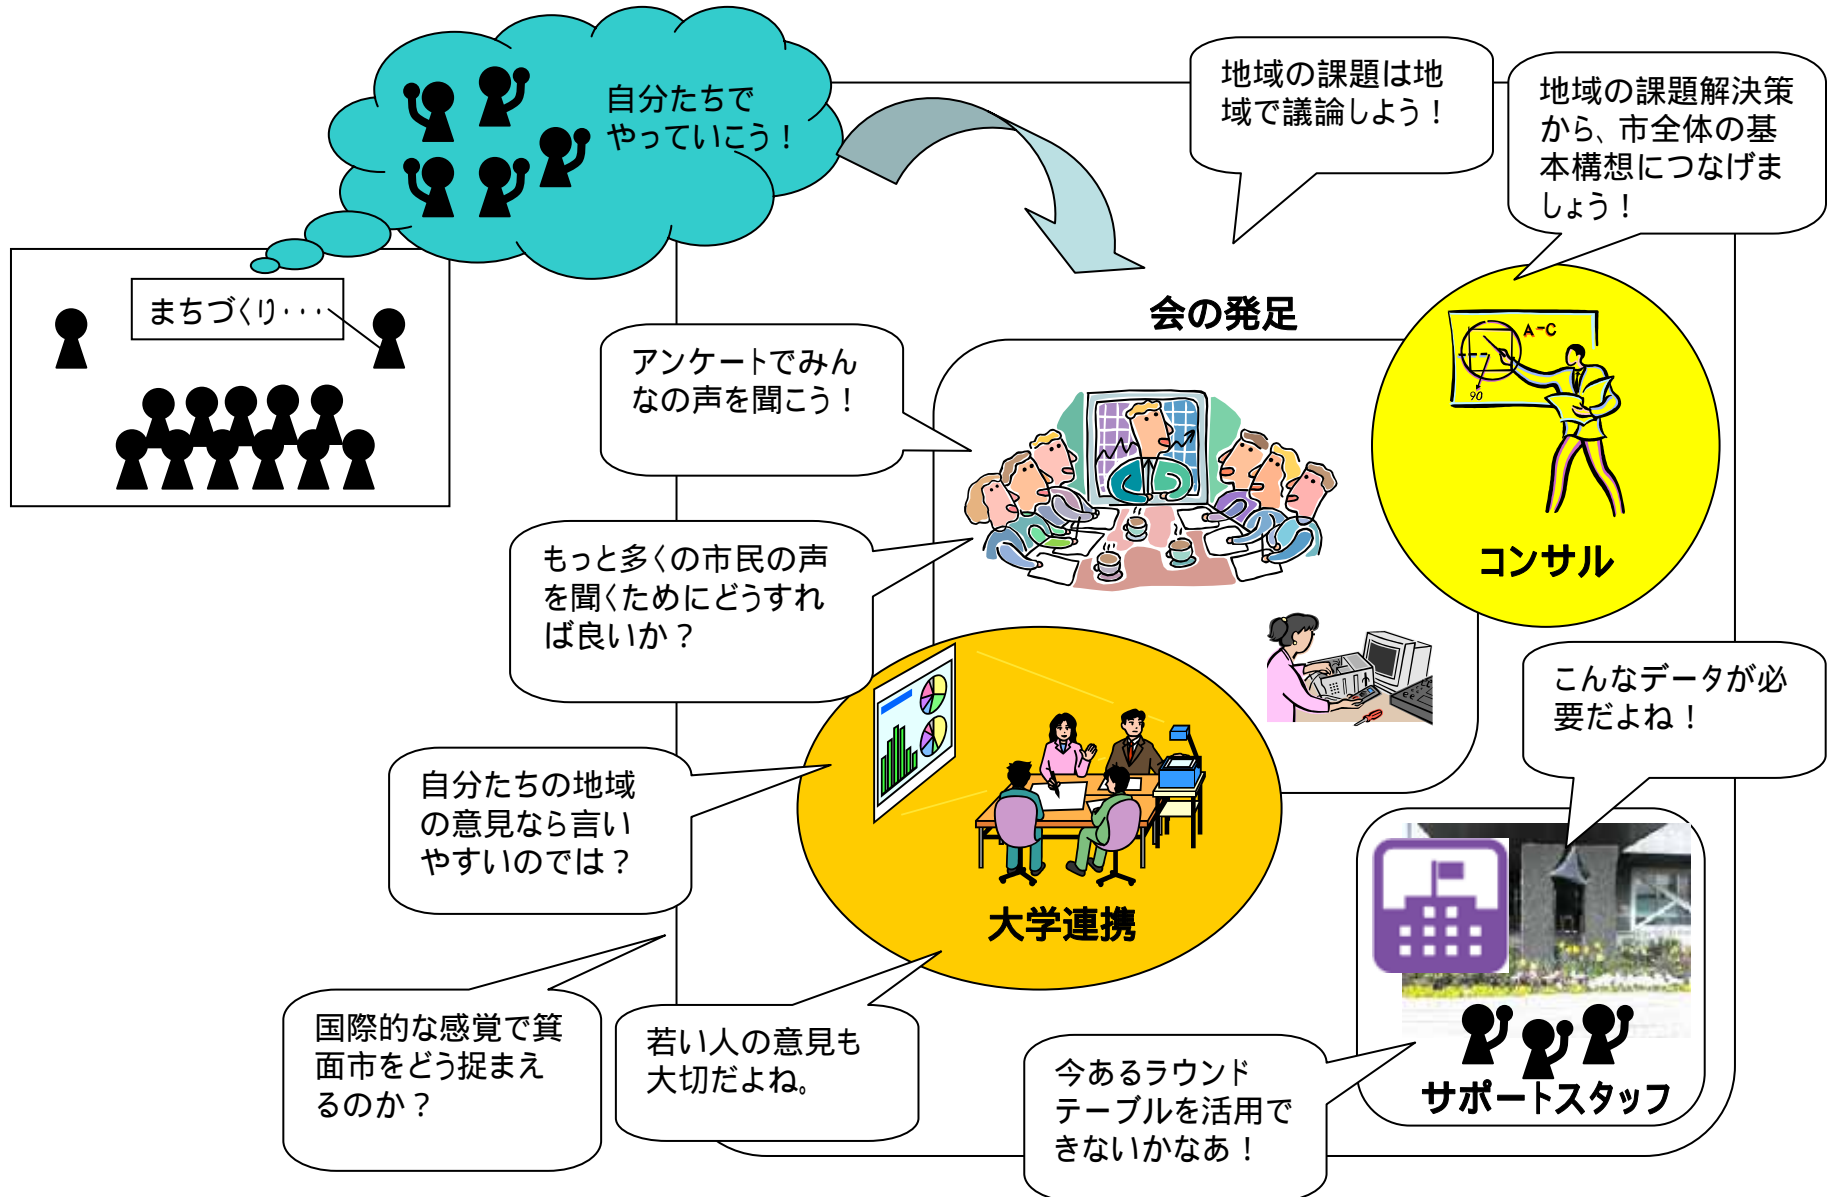 自分たちで
やっていこう！
地域の課題は地
域で議論しよう！
地域の課題解決策
から、市全体の基
本構想につなげま
しょう！
まちづくり・・・
会の発足
アンケートでみん
なの声を聞こう！
A-C
90
コンサル
もっと多くの市民の声
を聞くためにどうすれ
ば良いか？
こんなデータが必
要だよね！
自分たちの地域
の意見なら言い
やすいのでは？
大学連携
国際的な感覚で箕
面市をどう捉まえ
るのか？
若い人の意見も
大切だよね。
今あるラウンド
テーブルを活用で
きないかなあ！
サポートスタッフ